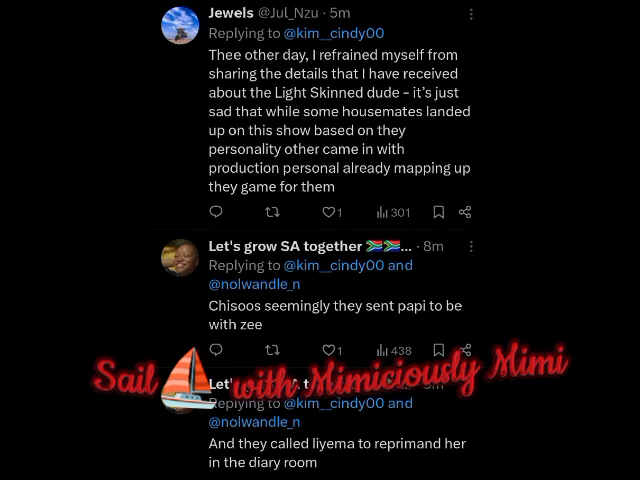 Jewels @Jul_Nzu · 5m
Replying to @kim__cindy00
Thee other day, I refrained myself from
sharing the details that I have received
about the Light Skinned dude – it's just
sad that while some housemates landed
up on this show based on they
personality other came in with
production personal already mapping up
they game for them
1 301
Let's grow SA together 🇿🇦🇿🇦... · 8m
Replying to @kim__cindy00 and
@nolwandle_n
Chisoos seemingly they sent papi to be
with zee
1 438
Sail with Mimiciously Mimi
Let'
Replying to @kim__cindy00 and
@nolwandle_n
And they called liyema to reprimand her
in the diary room